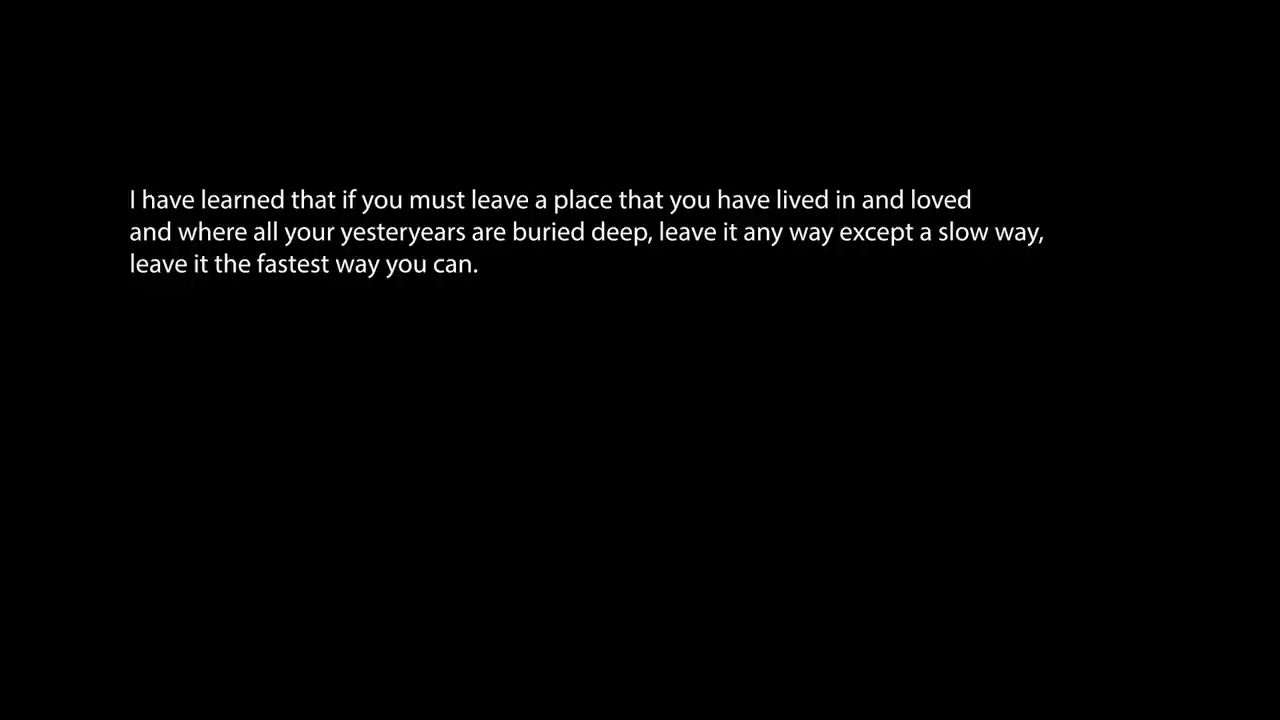 I have learned that if you must leave a place that you have lived in and loved
and where all your yesteryears are buried deep, leave it any way except a slow way,
leave it the fastest way you can.